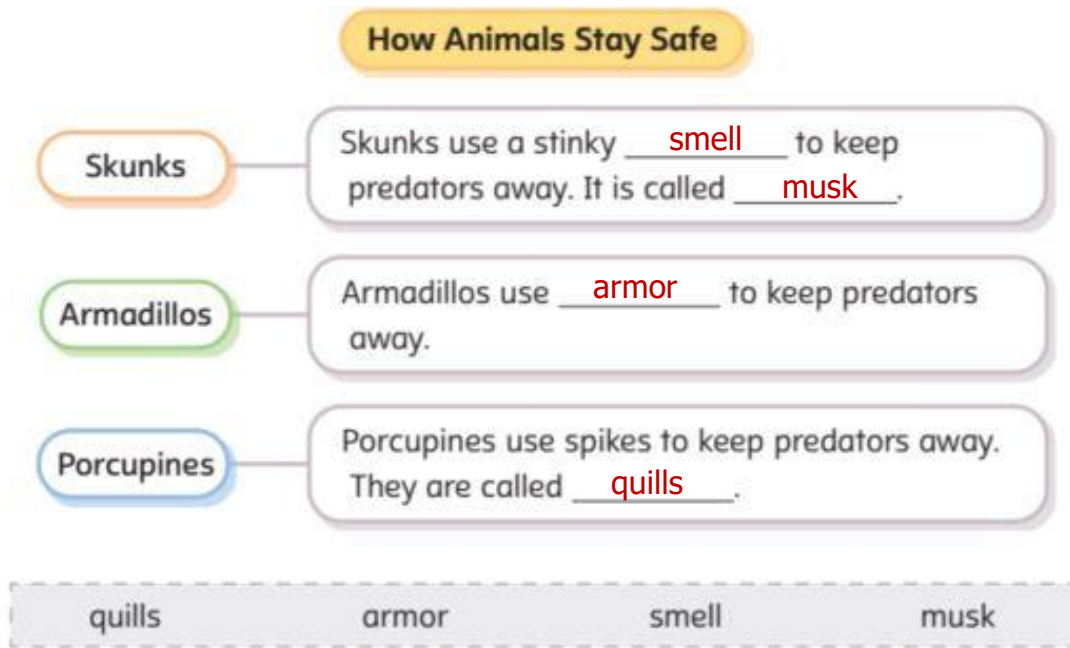 How Animals Stay Safe
Skunks
Skunks use a stinky smell to keep
predators away. It is called musk.
Armadillos
Armadillos use armor to keep predators
away.
Porcupines
Porcupines use spikes to keep predators away.
They are called quills.
quills armor smell musk